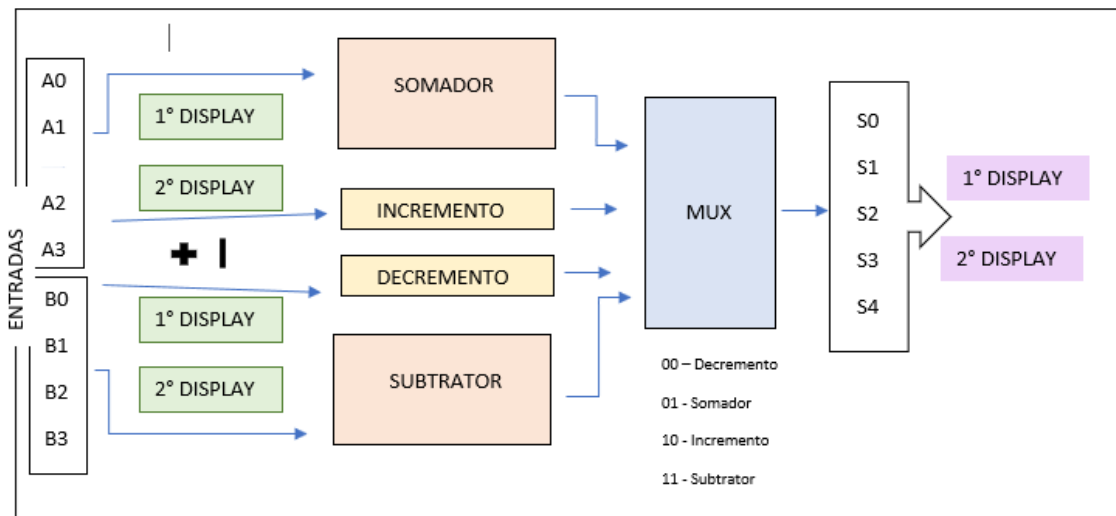 ENTRADAS
A0
A1
A2
A3
B0
B1
B2
B3
1° DISPLAY
2° DISPLAY
+
1° DISPLAY
2° DISPLAY
SOMADOR
INCREMENTO
DECREMENTO
SUBTRATOR
MUX
00 – Decremento
01 - Somador
10 - Incremento
11 - Subtrator
S0
S1
S2
S3
S4
1° DISPLAY
2° DISPLAY